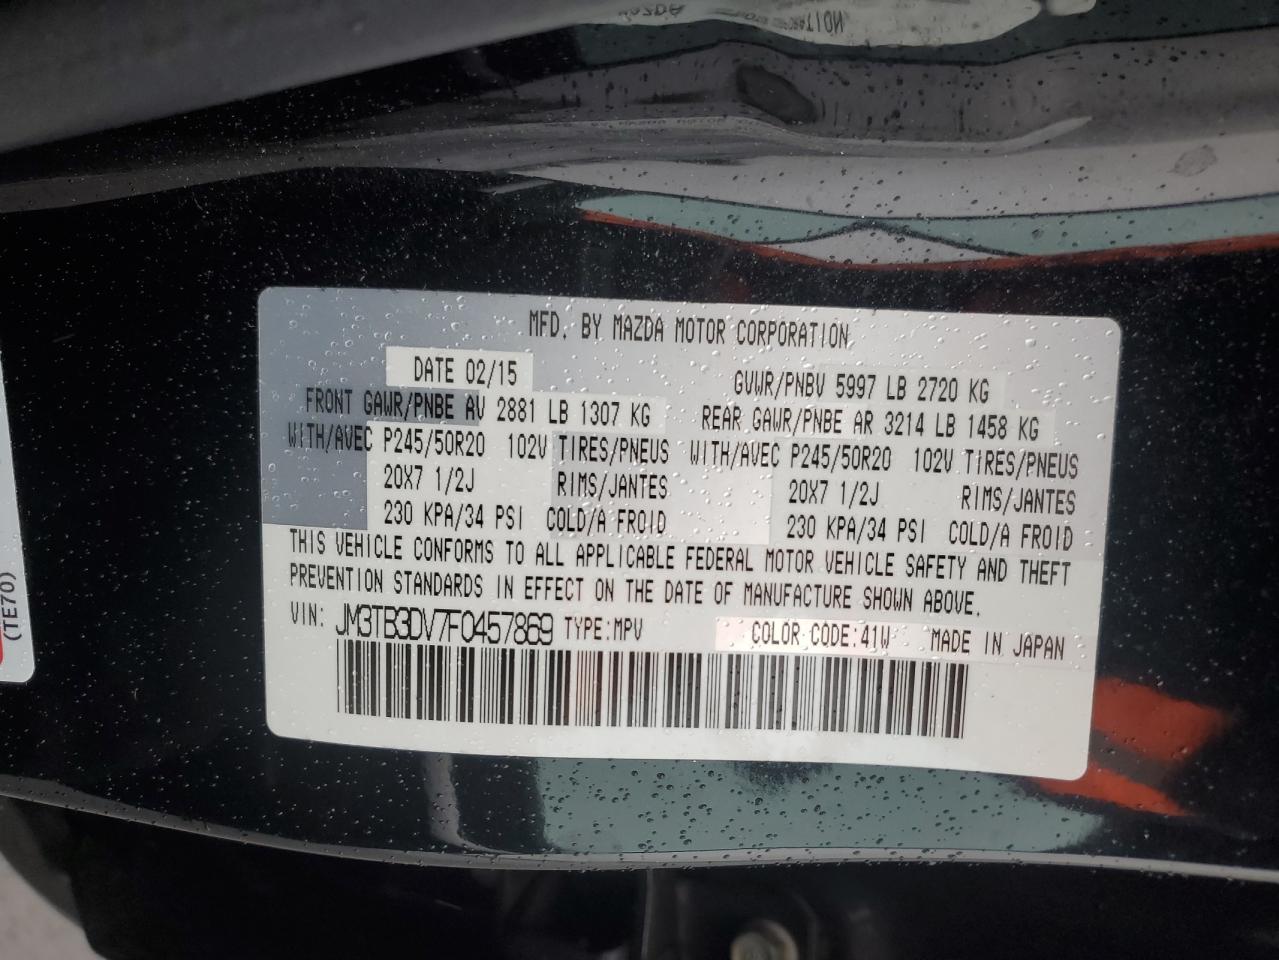 MAZDA
MFD. BY MAZDA MOTOR CORPORATION
DATE 02/15 GVWR/PNBV 5997 LB 2720 KG
FRONT GAWR/PNBE AV 2881 LB 1307 KG REAR GAWR/PNBE AR 3214 LB 1458 KG
WITH/AVEC P245/50R20 102V TIRES/PNEUS WITH/AVEC P245/50R20 102V TIRES/PNEUS
20X7 1/2J RIMS/JANTES 20X7 1/2J RIMS/JANTES
230 KPA/34 PSI COLD/A FROID 230 KPA/34 PSI COLD/A FROID
THIS VEHICLE CONFORMS TO ALL APPLICABLE FEDERAL MOTOR VEHICLE SAFETY AND THEFT
PREVENTION STANDARDS IN EFFECT ON THE DATE OF MANUFACTURE SHOWN ABOVE.
VIN: JM3TB3DV7F0457869 TYPE:MPV COLOR CODE:41W MADE IN JAPAN
(TE70)